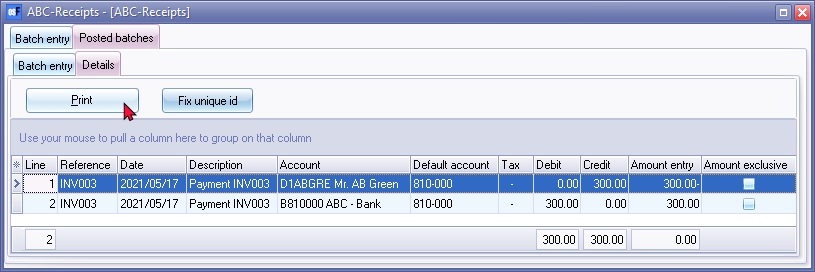 ABC-Receipts - [ABC-Receipts]
Batch entry Posted batches
Batch entry Details
Print Fix unique id
Use your mouse to pull a column here to group on that column
Line Reference Date Description Account Default account Tax Debit Credit Amount entry Amount exclusive
1 INV003 2021/05/17 Payment INV003 D1ABGRE Mr. AB Green 810-000 - 0.00 300.00 300.00-
2 INV003 2021/05/17 Payment INV003 B810000 ABC - Bank 810-000 - 300.00 0.00 300.00
2 300.00 300.00 0.00